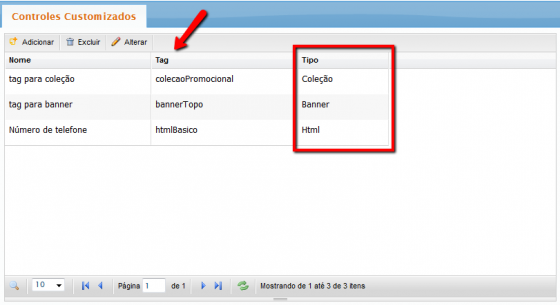 Controles Customizados
Adicionar Excluir Alterar
Nome Tag Tipo
tag para coleção colecaoPromocional Coleção
tag para banner bannerTopo Banner
Número de telefone htmlBasico Html
10 Página 1 de 1 Mostrando de 1 até 3 de 3 itens